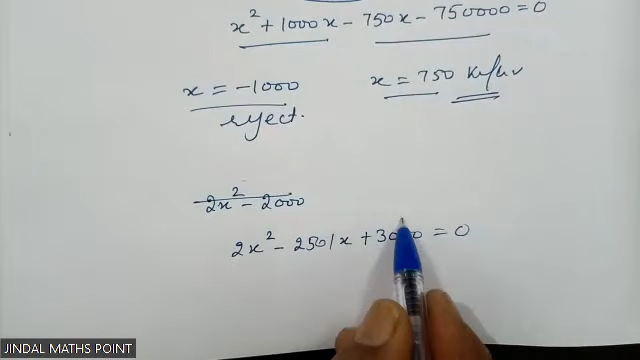 x² + 1000x - 750x - 750000 = 0
x = -1000
x = 750 Km/hr
reject.
2x² - 2000
2x² - 2501x + 3000 = 0
JINDAL MATHS POINT